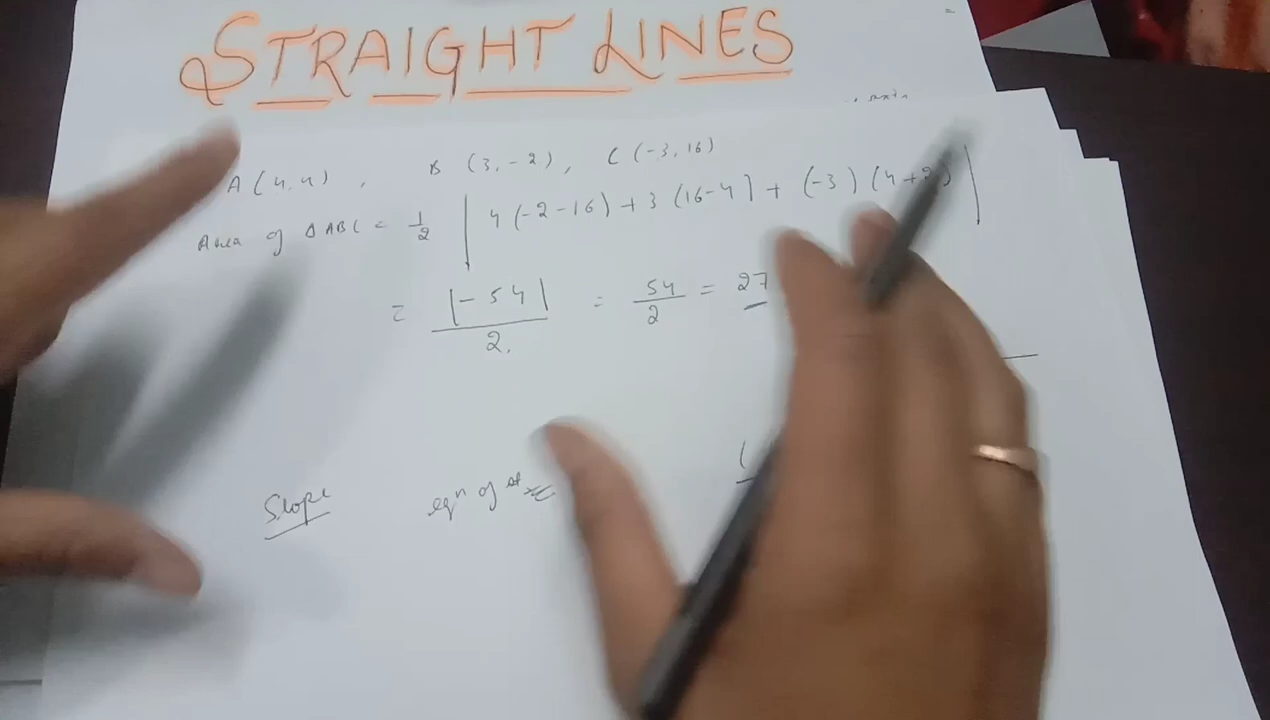 STRAIGHT LINES
A (4,4) , B (3,-2) , C (-3,16)
Area of Δ ABC = 1/2 | 4 (-2-16) + 3 (16-4) + (-3) (4+2) |
= |-54| / 2. = 54/2 = 27
Slope eqn of st